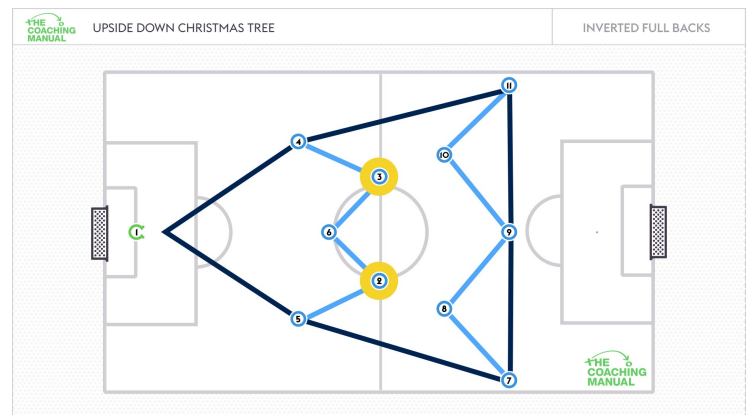 THE
COACHING
MANUAL
UPSIDE DOWN CHRISTMAS TREE
INVERTED FULL BACKS
11
4
10
3
1
6
9
2
8
5
7
THE
COACHING
MANUAL